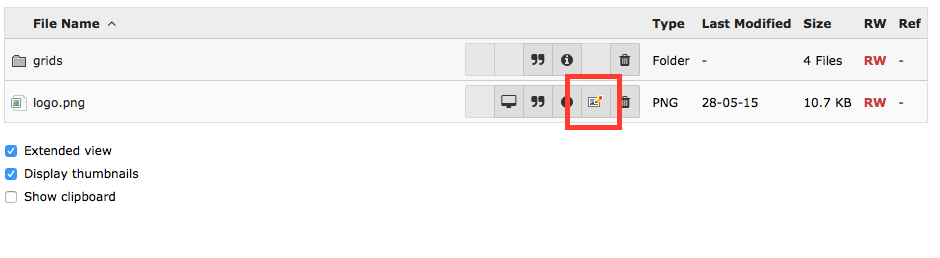 File Name Type Last Modified Size RW Ref
grids Folder - 4 Files RW -
logo.png PNG 28-05-15 10.7 KB RW -
Extended view
Display thumbnails
Show clipboard